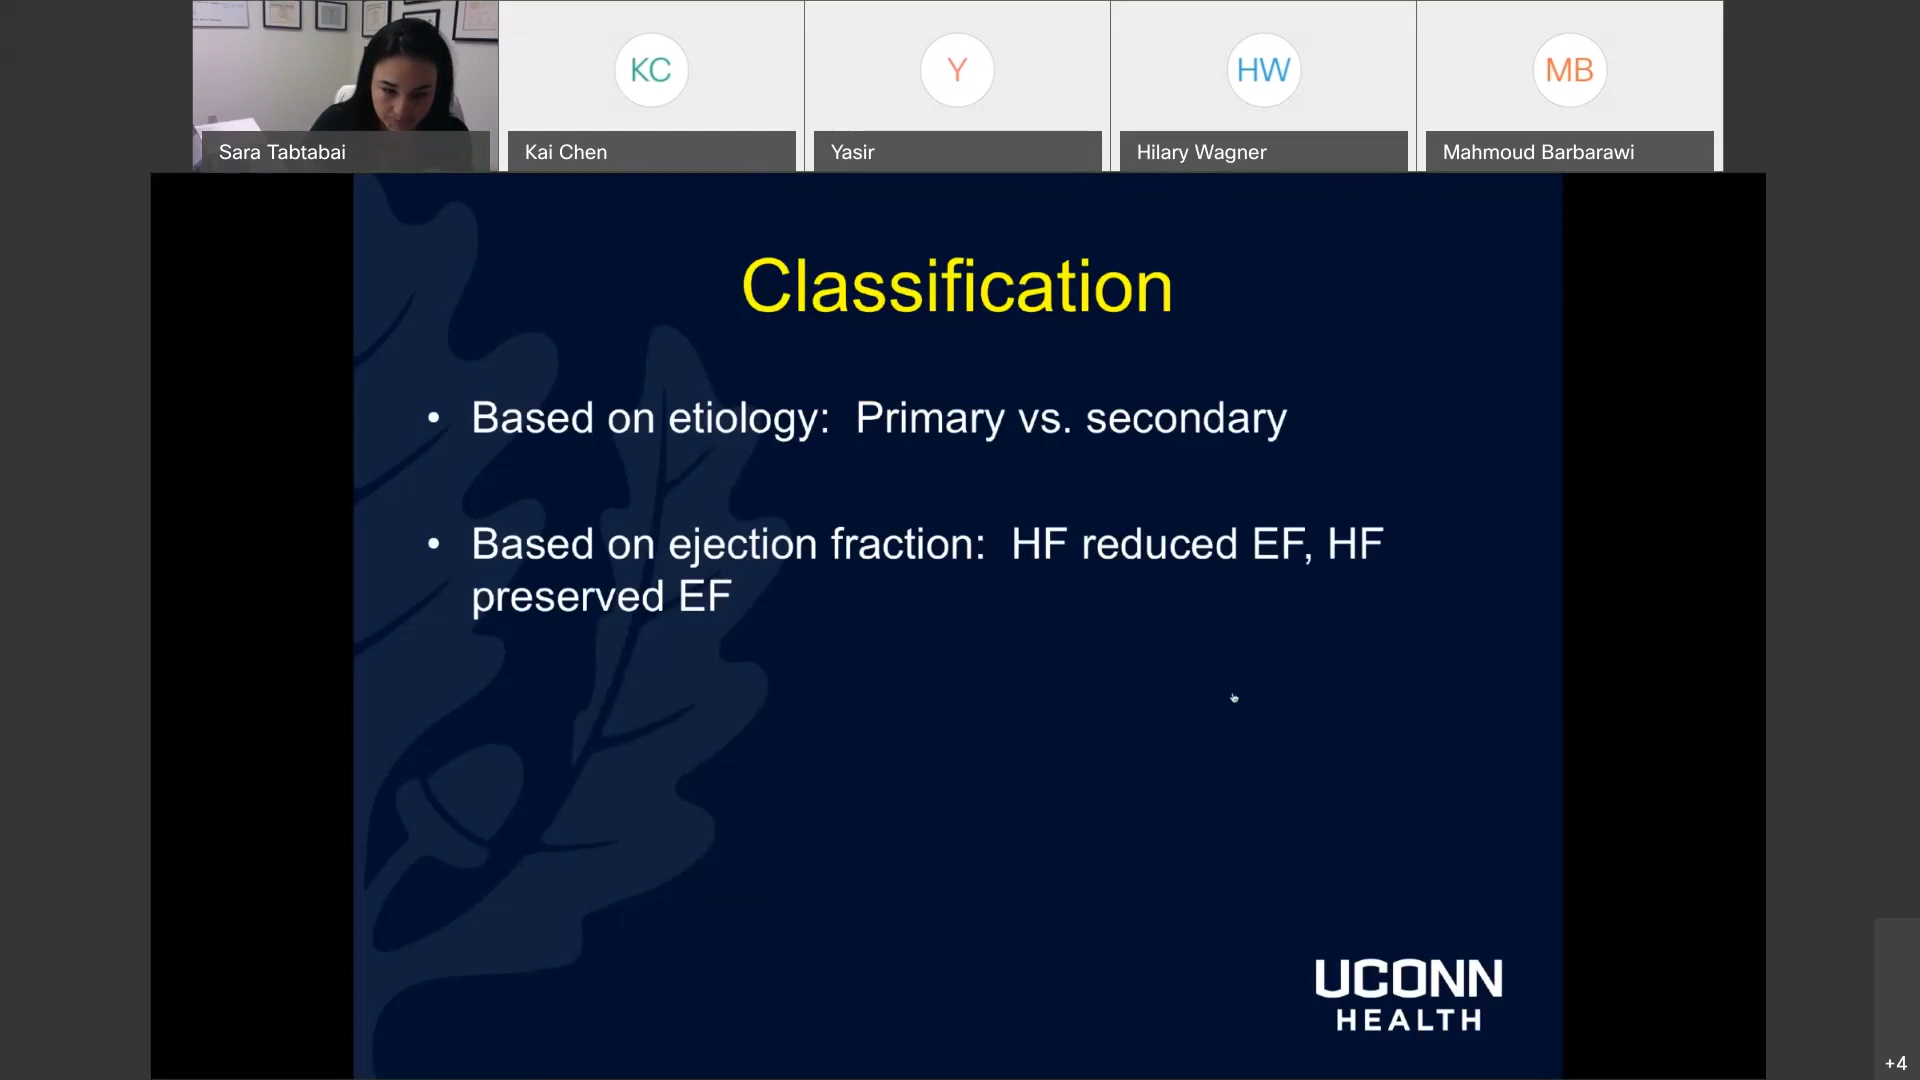 KC
Y
HW
MB
Sara Tabtabai
Kai Chen
Yasir
Hilary Wagner
Mahmoud Barbarawi
Classification
• Based on etiology: Primary vs. secondary
• Based on ejection fraction: HF reduced EF, HF
preserved EF
UCONN
HEALTH
+4